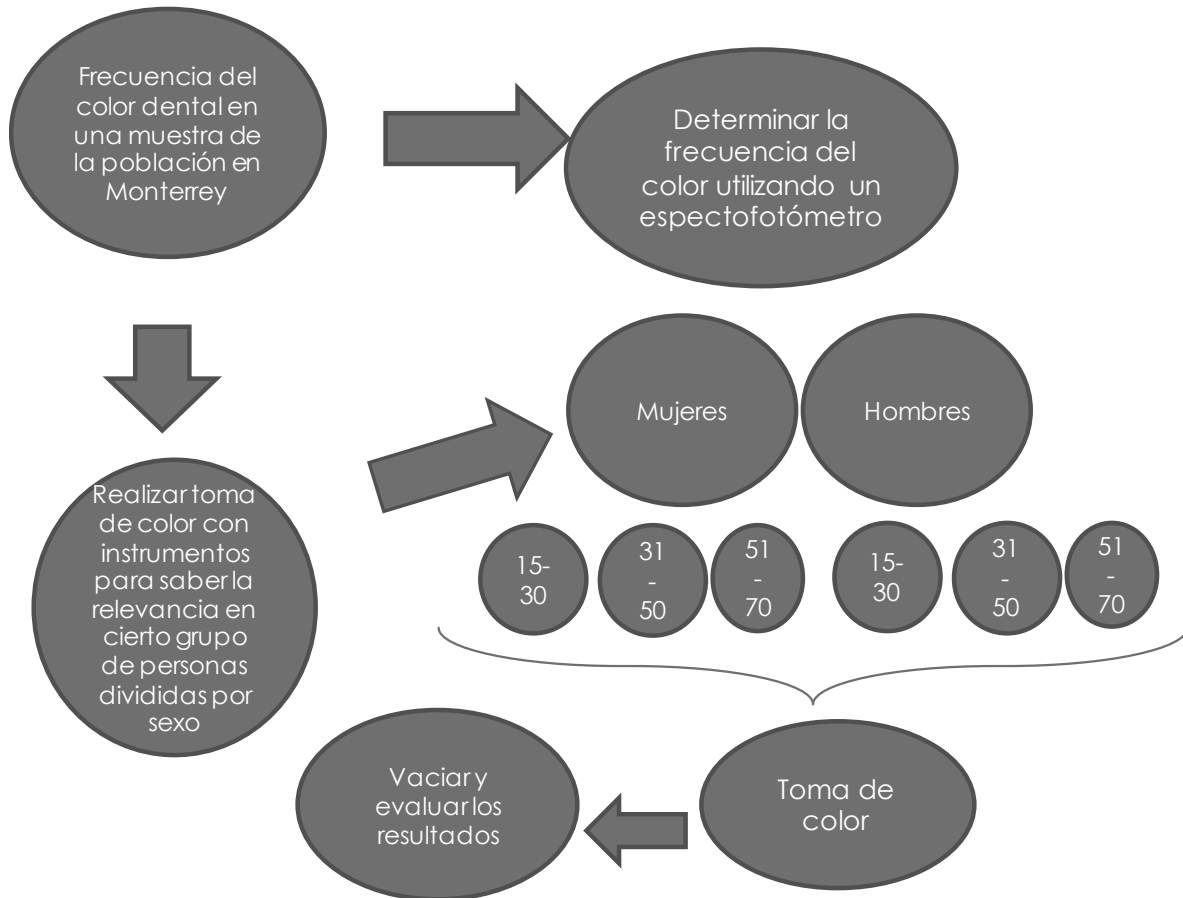 Frecuencia del
color dental en
una muestra de
la población en
Monterrey
Determinar la
frecuencia del
color utilizando un
espectofotómetro
Mujeres
Hombres
Realizar toma
de color con
instrumentos
para saber la
relevancia en
cierto grupo
de personas
divididas por
sexo
15-
30
31
-
50
51
-
70
15-
30
31
-
50
51
-
70
Toma de
color
Vaciar y
evaluar los
resultados